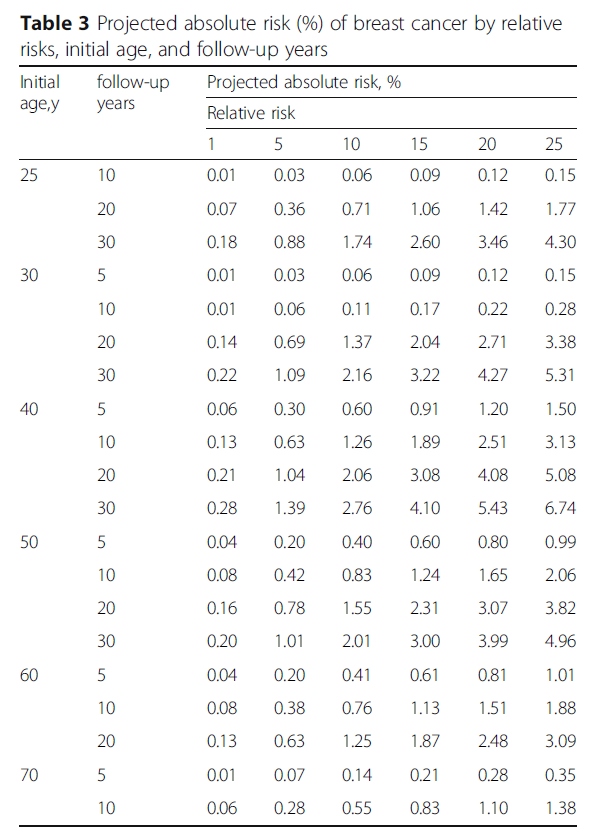 Table 3 Projected absolute risk (%) of breast cancer by relative
risks, initial age, and follow-up years
Initial age,y follow-up years Projected absolute risk, %
Relative risk
1 5 10 15 20 25
25 10 0.01 0.03 0.06 0.09 0.12 0.15
20 0.07 0.36 0.71 1.06 1.42 1.77
30 0.18 0.88 1.74 2.60 3.46 4.30
30 5 0.01 0.03 0.06 0.09 0.12 0.15
10 0.01 0.06 0.11 0.17 0.22 0.28
20 0.14 0.69 1.37 2.04 2.71 3.38
30 0.22 1.09 2.16 3.22 4.27 5.31
40 5 0.06 0.30 0.60 0.91 1.20 1.50
10 0.13 0.63 1.26 1.89 2.51 3.13
20 0.21 1.04 2.06 3.08 4.08 5.08
30 0.28 1.39 2.76 4.10 5.43 6.74
50 5 0.04 0.20 0.40 0.60 0.80 0.99
10 0.08 0.42 0.83 1.24 1.65 2.06
20 0.16 0.78 1.55 2.31 3.07 3.82
30 0.20 1.01 2.01 3.00 3.99 4.96
60 5 0.04 0.20 0.41 0.61 0.81 1.01
10 0.08 0.38 0.76 1.13 1.51 1.88
20 0.13 0.63 1.25 1.87 2.48 3.09
70 5 0.01 0.07 0.14 0.21 0.28 0.35
10 0.06 0.28 0.55 0.83 1.10 1.38